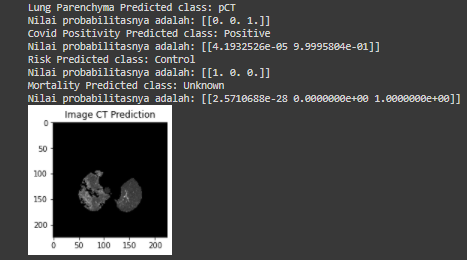 Lung Parenchyma Predicted class: pCT
Nilai probabilitasnya adalah: [[0. 0. 1.]]
Covid Positivity Predicted class: Positive
Nilai probabilitasnya adalah: [[4.1932526e-05 9.9995804e-01]]
Risk Predicted class: Control
Nilai probabilitasnya adalah: [[1. 0. 0.]]
Mortality Predicted class: Unknown
Nilai probabilitasnya adalah: [[2.5710688e-28 0.0000000e+00 1.0000000e+00]]
Image CT Prediction
0
50
100
150
200
0 50 100 150 200